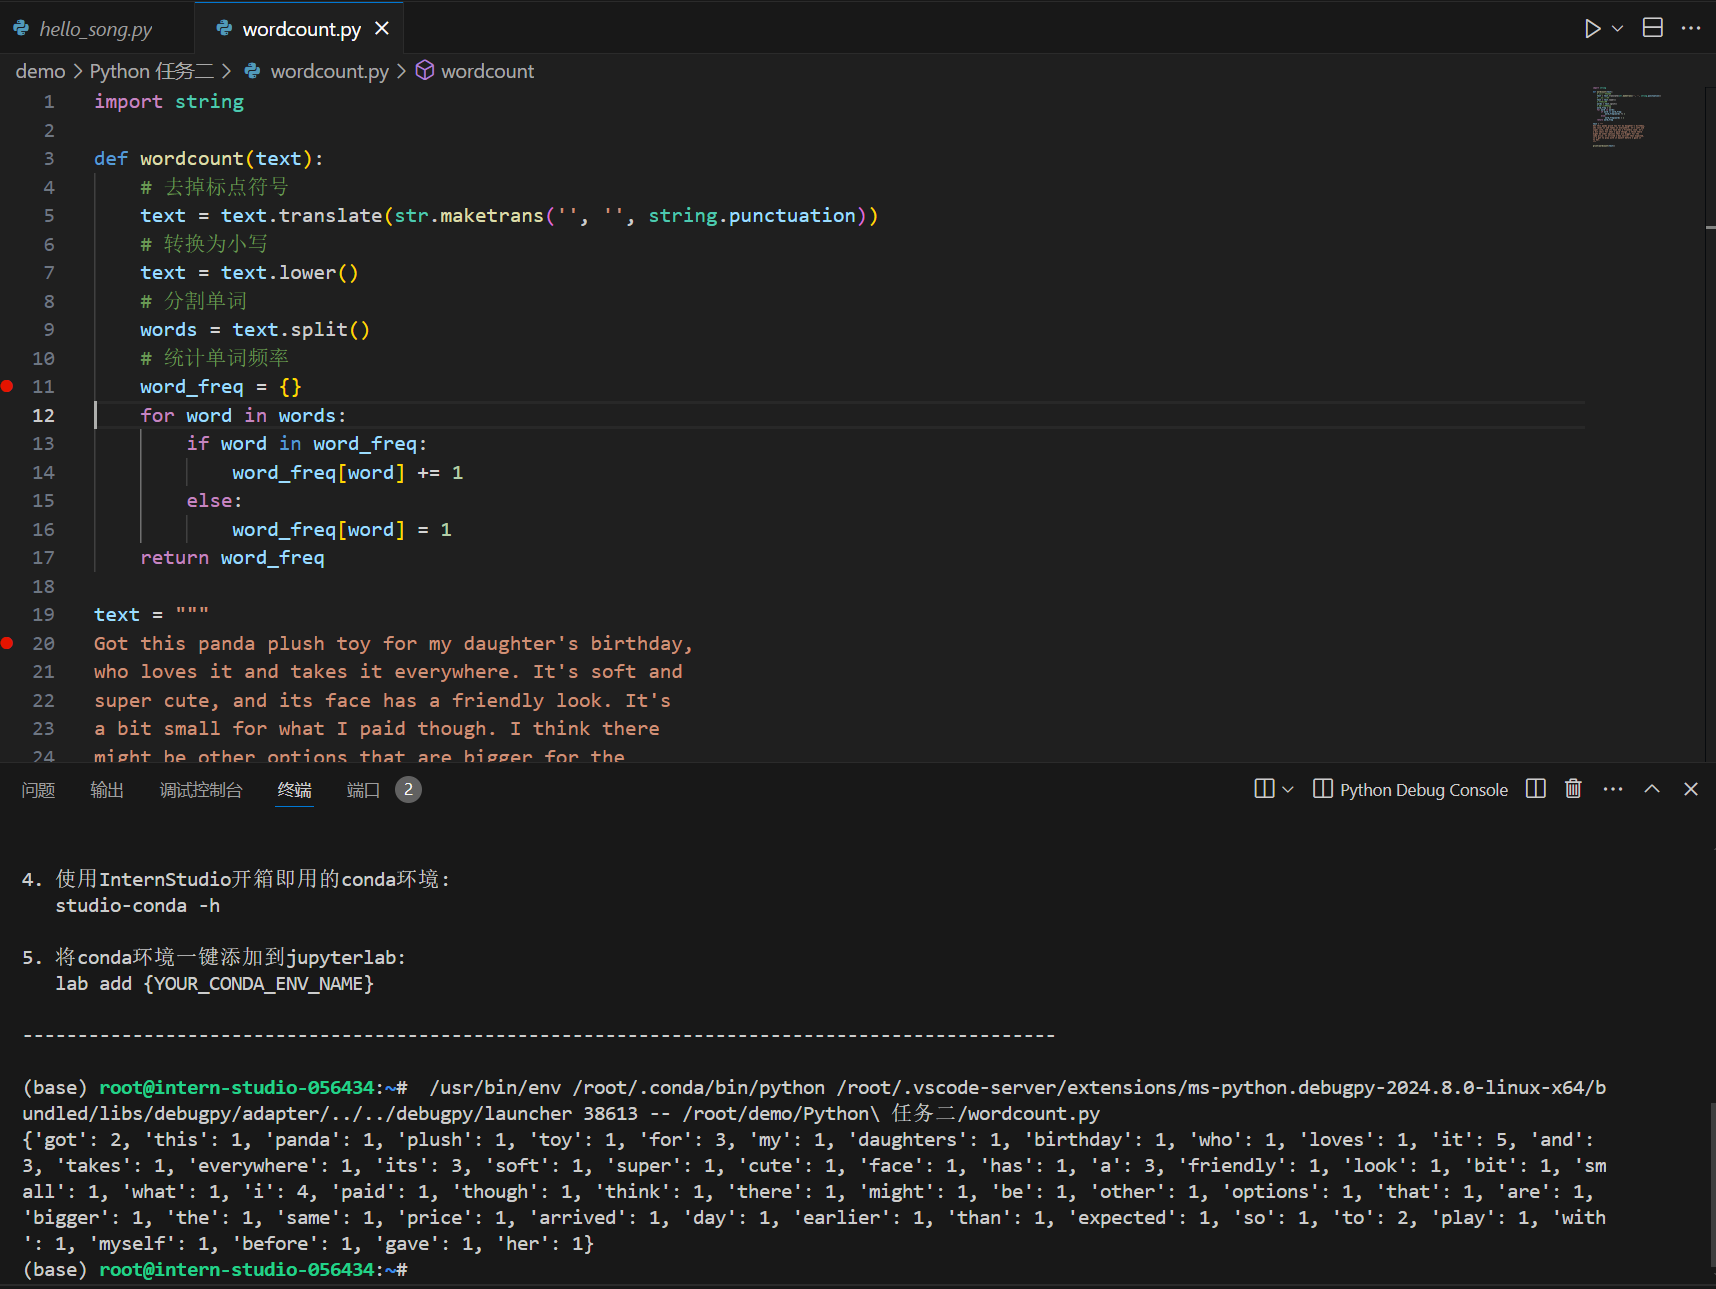 hello_song.py
wordcount.py
demo > Python 任务二 > wordcount.py > wordcount
1 import string
2
3 def wordcount(text):
4 # 去掉标点符号
5 text = text.translate(str.maketrans('', '', string.punctuation))
6 # 转换为小写
7 text = text.lower()
8 # 分割单词
9 words = text.split()
10 # 统计单词频率
11 word_freq = {}
12 for word in words:
13 if word in word_freq:
14 word_freq[word] += 1
15 else:
16 word_freq[word] = 1
17 return word_freq
18
19 text = """
20 Got this panda plush toy for my daughter's birthday,
21 who loves it and takes it everywhere. It's soft and
22 super cute, and its face has a friendly look. It's
23 a bit small for what I paid though. I think there
24 might be other options that are bigger for the
问题 输出 调试控制台 终端 端口 2 Python Debug Console
4. 使用InternStudio开箱即用的conda环境:
studio-conda -h
5. 将conda环境一键添加到jupyterlab:
lab add {YOUR_CONDA_ENV_NAME}
----------------------------------------------------------------------------------------------
(base) root@intern-studio-056434:~# /usr/bin/env /root/.conda/bin/python /root/.vscode-server/extensions/ms-python.debugpy-2024.8.0-linux-x64/b
undled/libs/debugpy/adapter/../../debugpy/launcher 38613 -- /root/demo/Python\ 任务二/wordcount.py
{'got': 2, 'this': 1, 'panda': 1, 'plush': 1, 'toy': 1, 'for': 3, 'my': 1, 'daughters': 1, 'birthday': 1, 'who': 1, 'loves': 1, 'it': 5, 'and':
3, 'takes': 1, 'everywhere': 1, 'its': 3, 'soft': 1, 'super': 1, 'cute': 1, 'face': 1, 'has': 1, 'a': 3, 'friendly': 1, 'look': 1, 'bit': 1, 'sm
all': 1, 'what': 1, 'i': 4, 'paid': 1, 'though': 1, 'think': 1, 'there': 1, 'might': 1, 'be': 1, 'other': 1, 'options': 1, 'that': 1, 'are': 1,
'bigger': 1, 'the': 1, 'same': 1, 'price': 1, 'arrived': 1, 'day': 1, 'earlier': 1, 'than': 1, 'expected': 1, 'so': 1, 'to': 2, 'play': 1, 'with
': 1, 'myself': 1, 'before': 1, 'gave': 1, 'her': 1}
(base) root@intern-studio-056434:~#